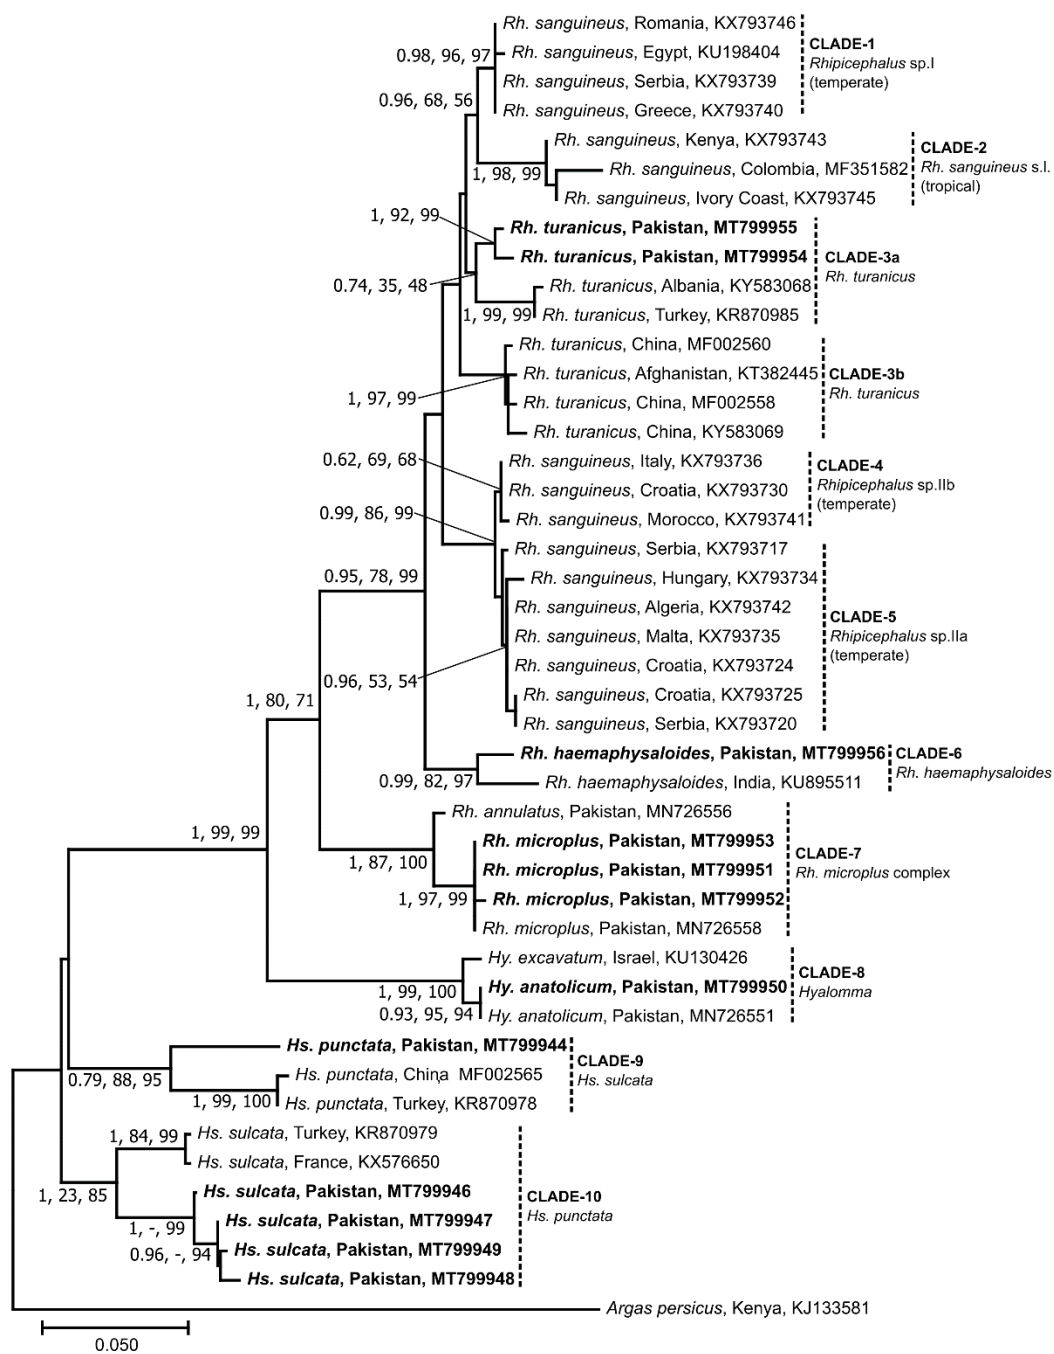 Rh. sanguineus, Romania, KX793746
Rh. sanguineus, Egypt, KU198404
Rh. sanguineus, Serbia, KX793739
Rh. sanguineus, Greece, KX793740
0.98, 96, 97
CLADE-1
Rhipicephalus sp.I
(temperate)
0.96, 68, 56
Rh. sanguineus, Kenya, KX793743
Rh. sanguineus, Colombia, MF351582
Rh. sanguineus, Ivory Coast, KX793745
1, 98, 99
CLADE-2
Rh. sanguineus s.l.
(tropical)
1, 92, 99
Rh. turanicus, Pakistan, MT799955
Rh. turanicus, Pakistan, MT799954
Rh. turanicus, Albania, KY583068
Rh. turanicus, Turkey, KR870985
0.74, 35, 48
1, 99, 99
CLADE-3a
Rh. turanicus
Rh. turanicus, China, MF002560
Rh. turanicus, Afghanistan, KT382445
Rh. turanicus, China, MF002558
Rh. turanicus, China, KY583069
1, 97, 99
CLADE-3b
Rh. turanicus
0.62, 69, 68
Rh. sanguineus, Italy, KX793736
Rh. sanguineus, Croatia, KX793730
Rh. sanguineus, Morocco, KX793741
CLADE-4
Rhipicephalus sp.IIb
(temperate)
0.99, 86, 99
Rh. sanguineus, Serbia, KX793717
Rh. sanguineus, Hungary, KX793734
Rh. sanguineus, Algeria, KX793742
Rh. sanguineus, Malta, KX793735
Rh. sanguineus, Croatia, KX793724
Rh. sanguineus, Croatia, KX793725
Rh. sanguineus, Serbia, KX793720
0.95, 78, 99
0.96, 53, 54
CLADE-5
Rhipicephalus sp.IIa
(temperate)
1, 80, 71
Rh. haemaphysaloides, Pakistan, MT799956
Rh. haemaphysaloides, India, KU895511
0.99, 82, 97
CLADE-6
Rh. haemaphysaloides
1, 99, 99
Rh. annulatus, Pakistan, MN726556
Rh. microplus, Pakistan, MT799953
Rh. microplus, Pakistan, MT799951
Rh. microplus, Pakistan, MT799952
Rh. microplus, Pakistan, MN726558
1, 87, 100
1, 97, 99
CLADE-7
Rh. microplus complex
Hy. excavatum, Israel, KU130426
Hy. anatolicum, Pakistan, MT799950
Hy. anatolicum, Pakistan, MN726551
1, 99, 100
0.93, 95, 94
CLADE-8
Hyalomma
Hs. punctata, Pakistan, MT799944
Hs. punctata, China MF002565
Hs. punctata, Turkey, KR870978
0.79, 88, 95
1, 99, 100
CLADE-9
Hs. sulcata
1, 84, 99
Hs. sulcata, Turkey, KR870979
Hs. sulcata, France, KX576650
Hs. sulcata, Pakistan, MT799946
Hs. sulcata, Pakistan, MT799947
Hs. sulcata, Pakistan, MT799949
Hs. sulcata, Pakistan, MT799948
1, 23, 85
1, -, 99
0.96, -, 94
CLADE-10
Hs. punctata
Argas persicus, Kenya, KJ133581
0.050